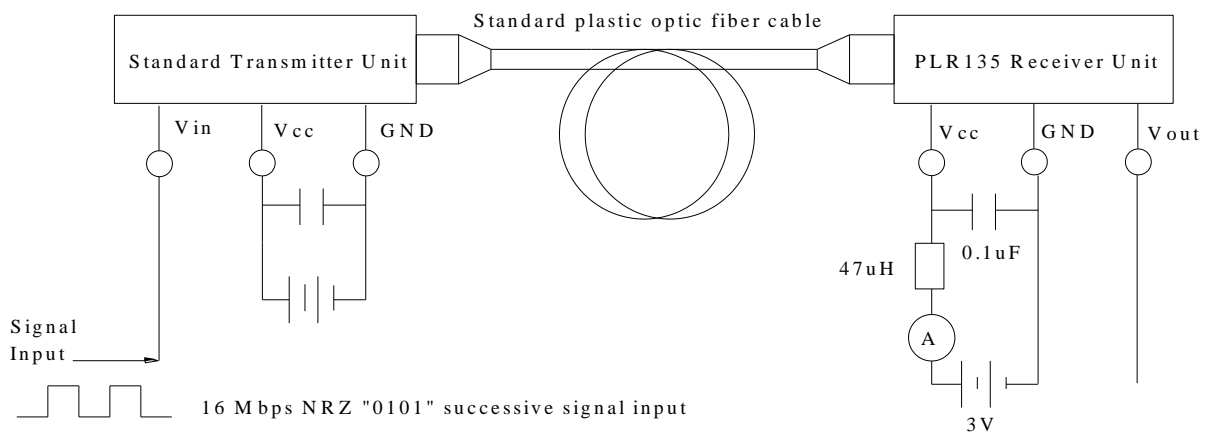 Standard plastic optic fiber cable
Standard Transmitter Unit
PLR135 Receiver Unit
Vin
Vcc
GND
Vcc
GND
Vout
47uH
0.1uF
A
Signal
Input
3V
16 Mbps NRZ "0101" successive signal input